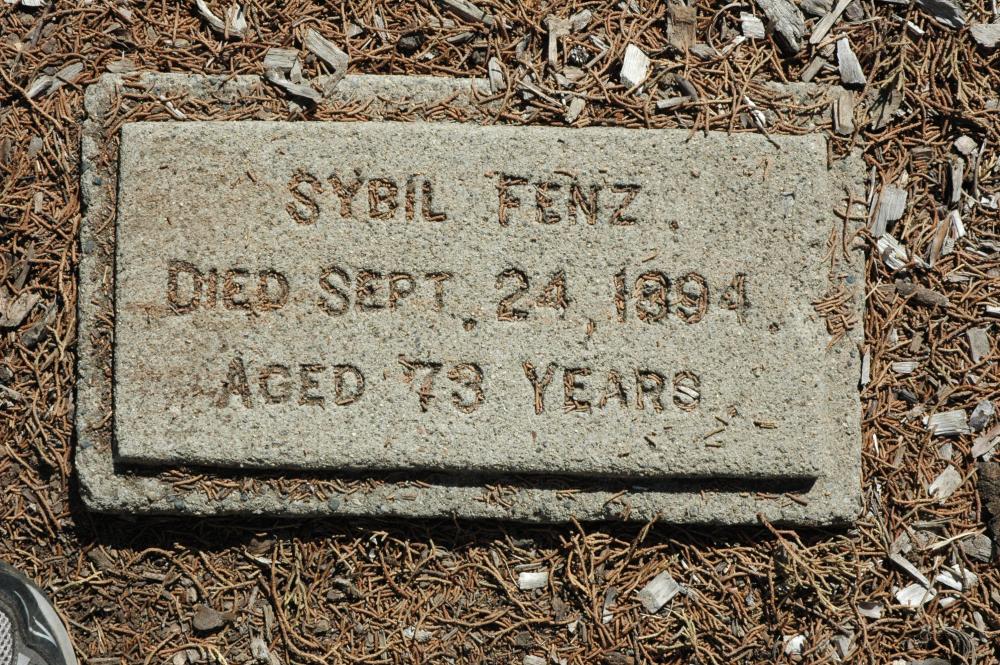 SYBIL FENZ
DIED SEPT. 24, 1894.
AGED 73 YEARS